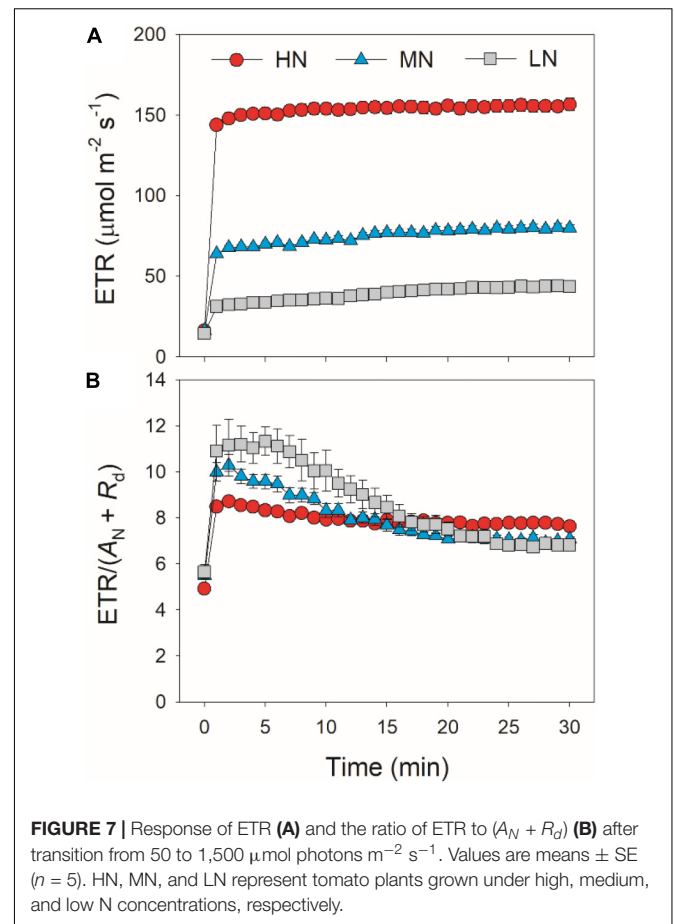 A
200
150
100
50
0
ETR (μmol m⁻² s⁻¹)
HN MN LN
B
14
12
10
8
6
4
2
0
ETR/(A_N + R_d)
0 5 10 15 20 25 30
Time (min)
FIGURE 7 | Response of ETR (A) and the ratio of ETR to (A_N + R_d) (B) after
transition from 50 to 1,500 μmol photons m⁻² s⁻¹. Values are means ± SE
(n = 5). HN, MN, and LN represent tomato plants grown under high, medium,
and low N concentrations, respectively.